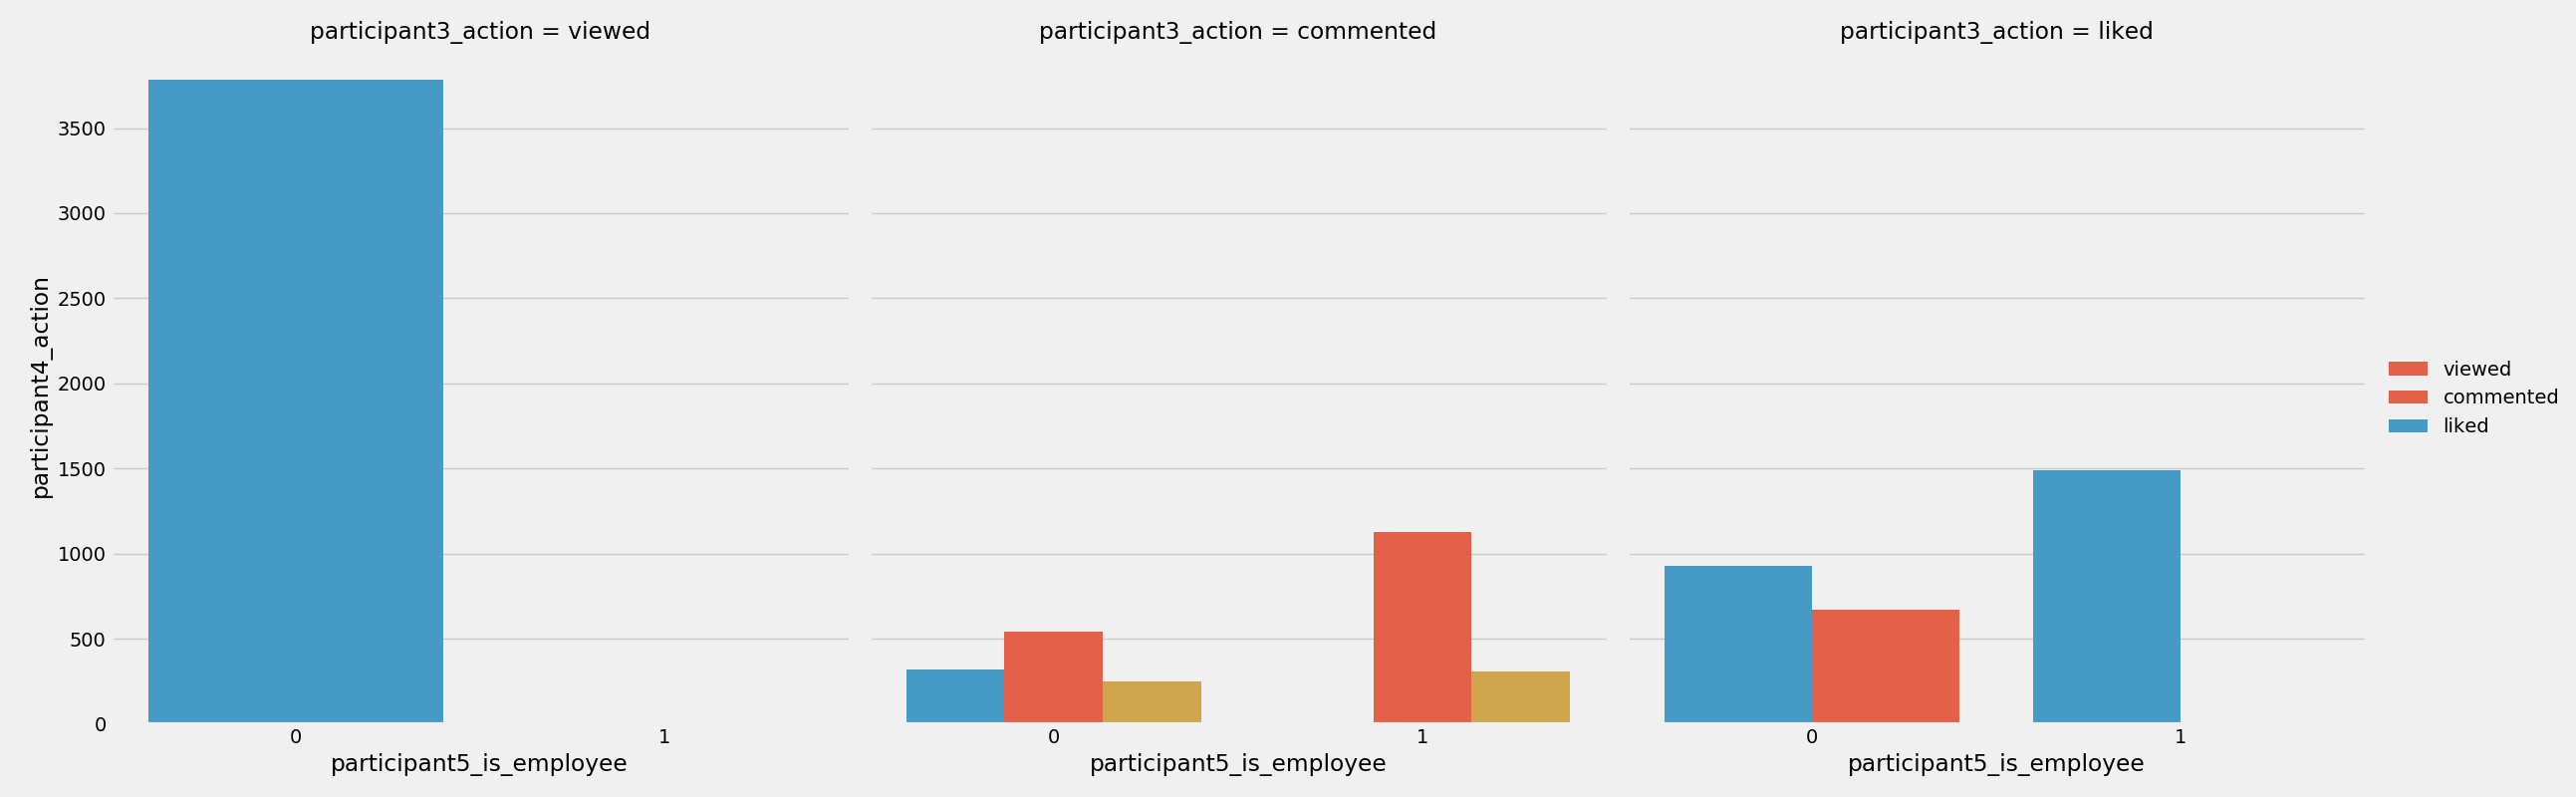 participant3_action = viewed
participant3_action = commented
participant3_action = liked
participant4_action
3500
3000
2500
2000
1500
1000
500
0
0
1
0
1
0
1
participant5_is_employee
participant5_is_employee
participant5_is_employee
viewed
commented
liked